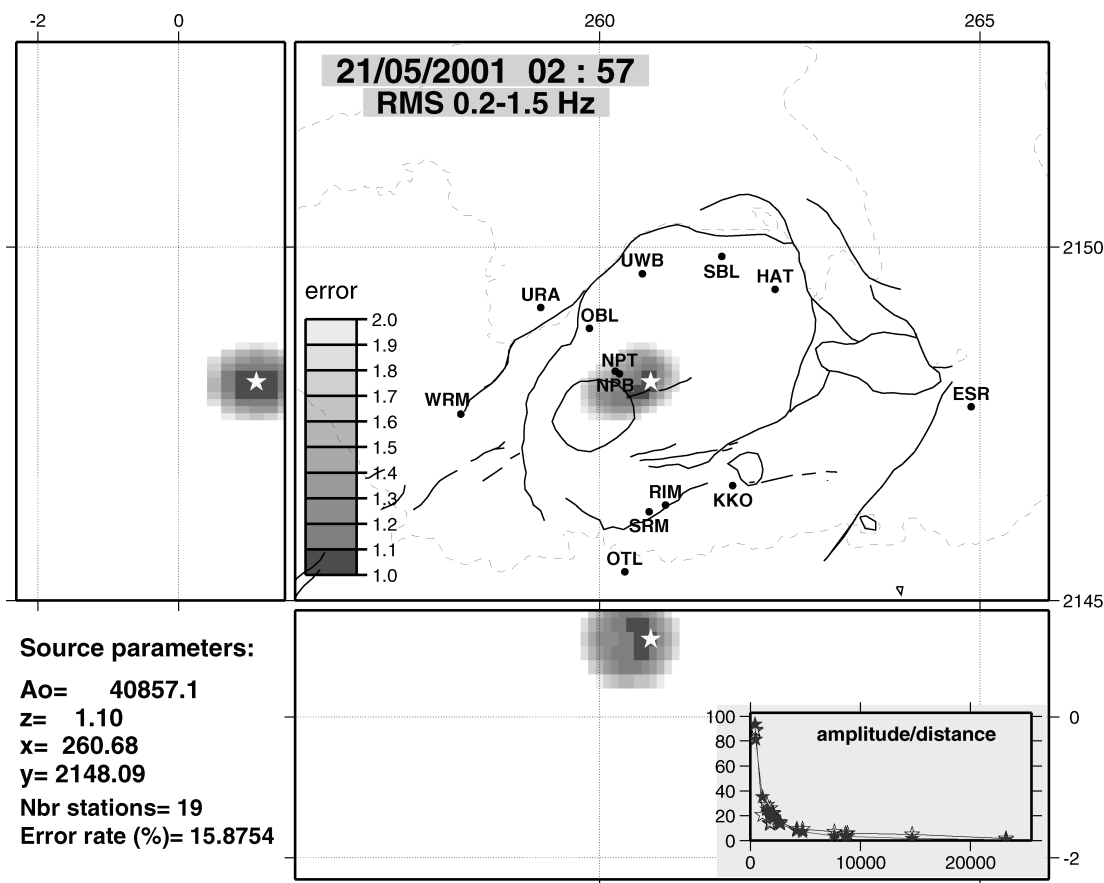 -2 0 260 265
21/05/2001 02 : 57
RMS 0.2-1.5 Hz
2150
UWB
SBL
HAT
error
URA
2.0
OBL
1.9
1.8
NPT
1.7
NPB
WRM
ESR
1.6
1.5
1.4
1.3
RIM
KKO
1.2
SRM
1.1
OTL
1.0
2145
Source parameters:
Ao= 40857.1
z= 1.10
x= 260.68
y= 2148.09
Nbr stations= 19
Error rate (%)= 15.8754
amplitude/distance
100
80
60
40
20
0
0 10000 20000
0
-2